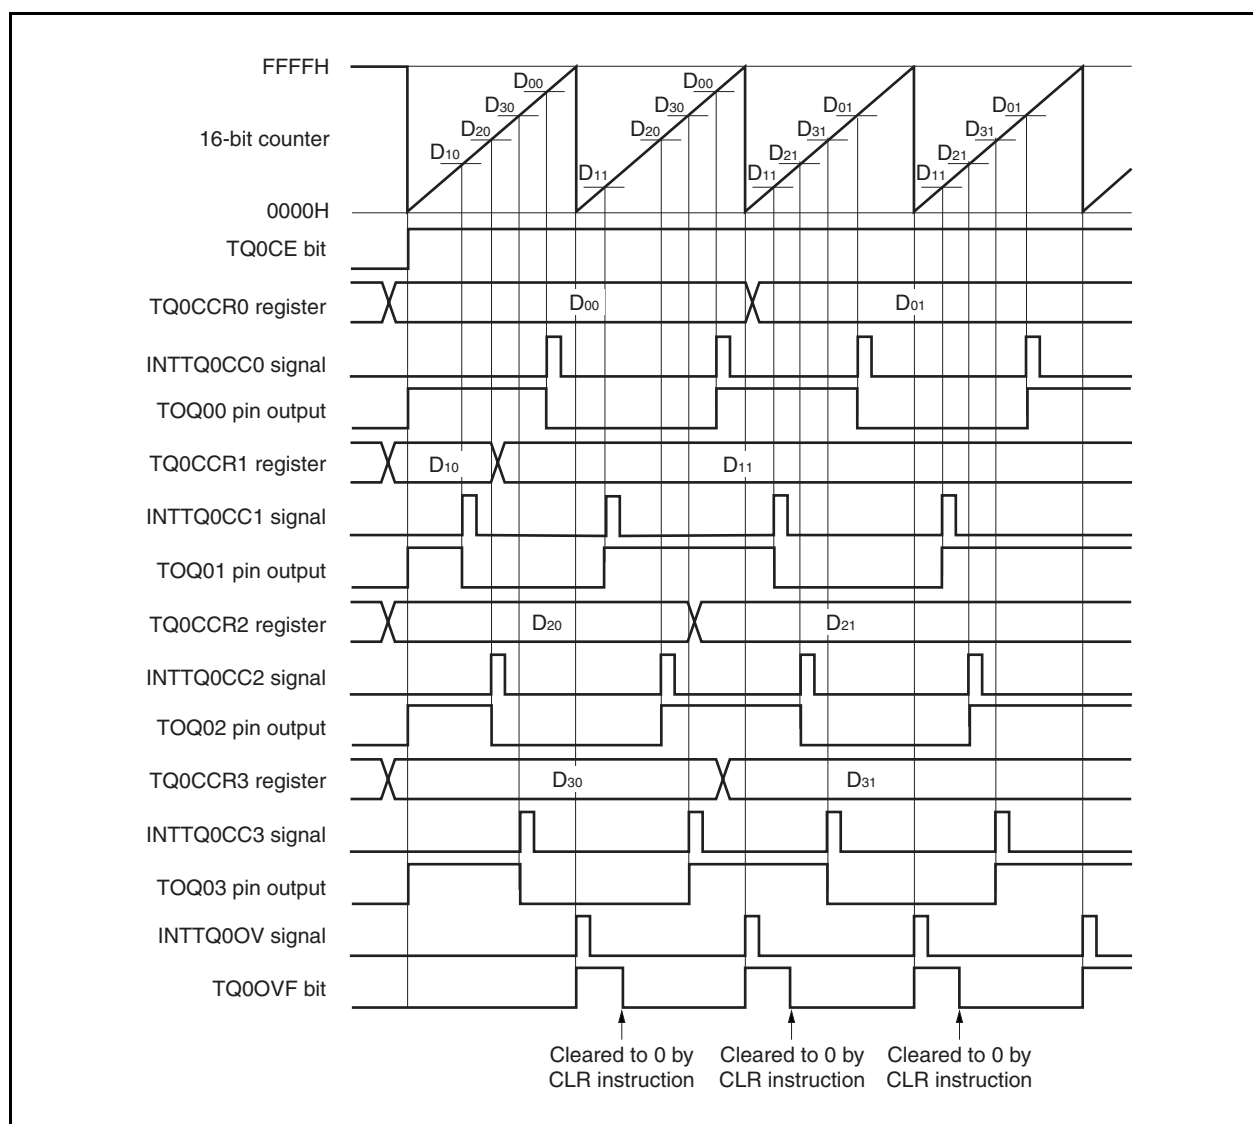 FFFFH
D00
D00
D30
D30
D01
D01
16-bit counter
D20
D20
D31
D31
D10
D21
D21
D11
D11
D11
0000H
TQ0CE bit
TQ0CCR0 register
D00
D01
INTTQ0CC0 signal
TOQ00 pin output
TQ0CCR1 register
D10
D11
INTTQ0CC1 signal
TOQ01 pin output
TQ0CCR2 register
D20
D21
INTTQ0CC2 signal
TOQ02 pin output
TQ0CCR3 register
D30
D31
INTTQ0CC3 signal
TOQ03 pin output
INTTQ0OV signal
TQ0OVF bit
Cleared to 0 by
CLR instruction
Cleared to 0 by
CLR instruction
Cleared to 0 by
CLR instruction